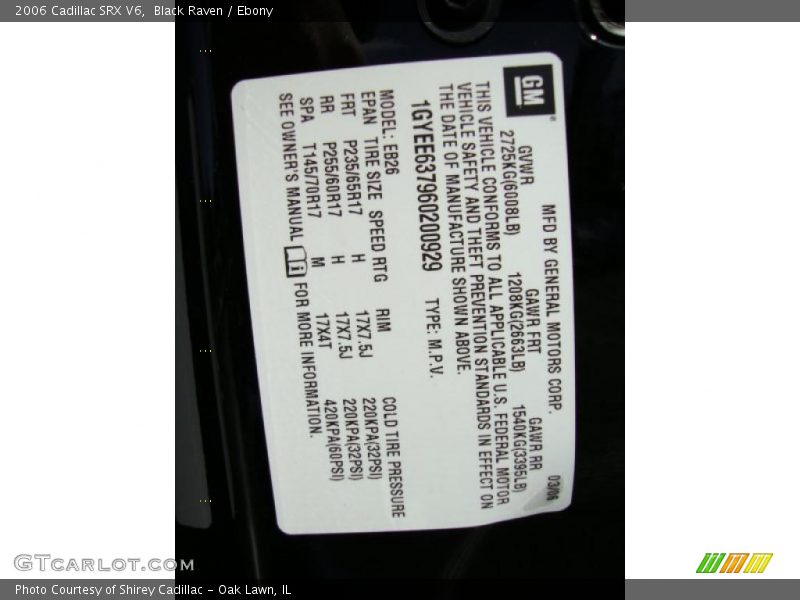 2006 Cadillac SRX V6, Black Raven / Ebony
GM
MFD BY GENERAL MOTORS CORP. 03/06
GVWR GAWR FRT GAWR RR
2725KG(6008LB) 1208KG(2663LB) 1540KG(3395LB)
THIS VEHICLE CONFORMS TO ALL APPLICABLE U.S. FEDERAL MOTOR
VEHICLE SAFETY AND THEFT PREVENTION STANDARDS IN EFFECT ON
THE DATE OF MANUFACTURE SHOWN ABOVE.
1GYEE637960200929 TYPE: M.P.V.
MODEL: EB26
EPAN TIRE SIZE SPEED RTG RIM COLD TIRE PRESSURE
FRT P235/65R17 H 17X7.5J 220KPA(32PSI)
RR P255/60R17 H 17X7.5J 220KPA(32PSI)
SPA T145/70R17 M 17X4T 420KPA(60PSI)
SEE OWNER'S MANUAL FOR MORE INFORMATION.
GTCARLOT.COM
Photo Courtesy of Shirey Cadillac - Oak Lawn, IL